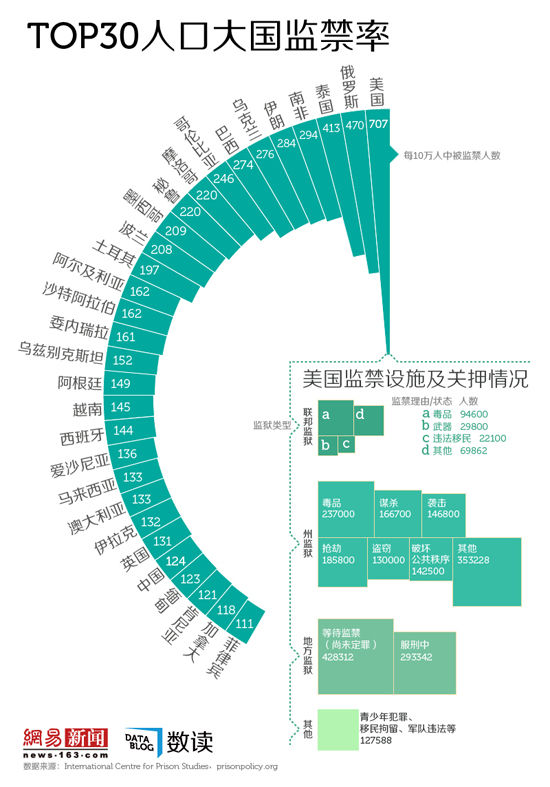 TOP30人口大国监禁率
美国 707
俄罗斯 470
泰国 413
南非 294
伊朗 284
乌克兰 276
巴西 274
哥伦比亚 246
摩洛哥 220
秘鲁 220
墨西哥 209
波兰 208
土耳其 197
阿尔及利亚 162
沙特阿拉伯 162
委内瑞拉 161
乌兹别克斯坦 152
阿根廷 149
越南 145
西班牙 144
爱沙尼亚 136
马来西亚 133
澳大利亚 133
伊拉克 132
英国 131
中国 124
缅甸 123
肯尼亚 121
加拿大 118
菲律宾 111
每10万人中被监禁人数
美国监禁设施及关押情况
监狱类型
联邦监狱
a d
b c
监禁理由/状态 人数
a 毒品 94600
b 武器 29800
c 违法移民 22100
d 其他 69862
州监狱
毒品
237000
谋杀
166700
袭击
146800
抢劫
185800
盗窃
130000
破坏
公共秩序
142500
其他
353228
地方监狱
等待监禁
（尚未定罪）
428312
服刑中
293342
其他
青少年犯罪、
移民拘留、军队违法等
127588
網易新闻
news·163.com
DATA
BLOG
数读
数据来源：International Centre for Prison Studies，prisonpolicy.org